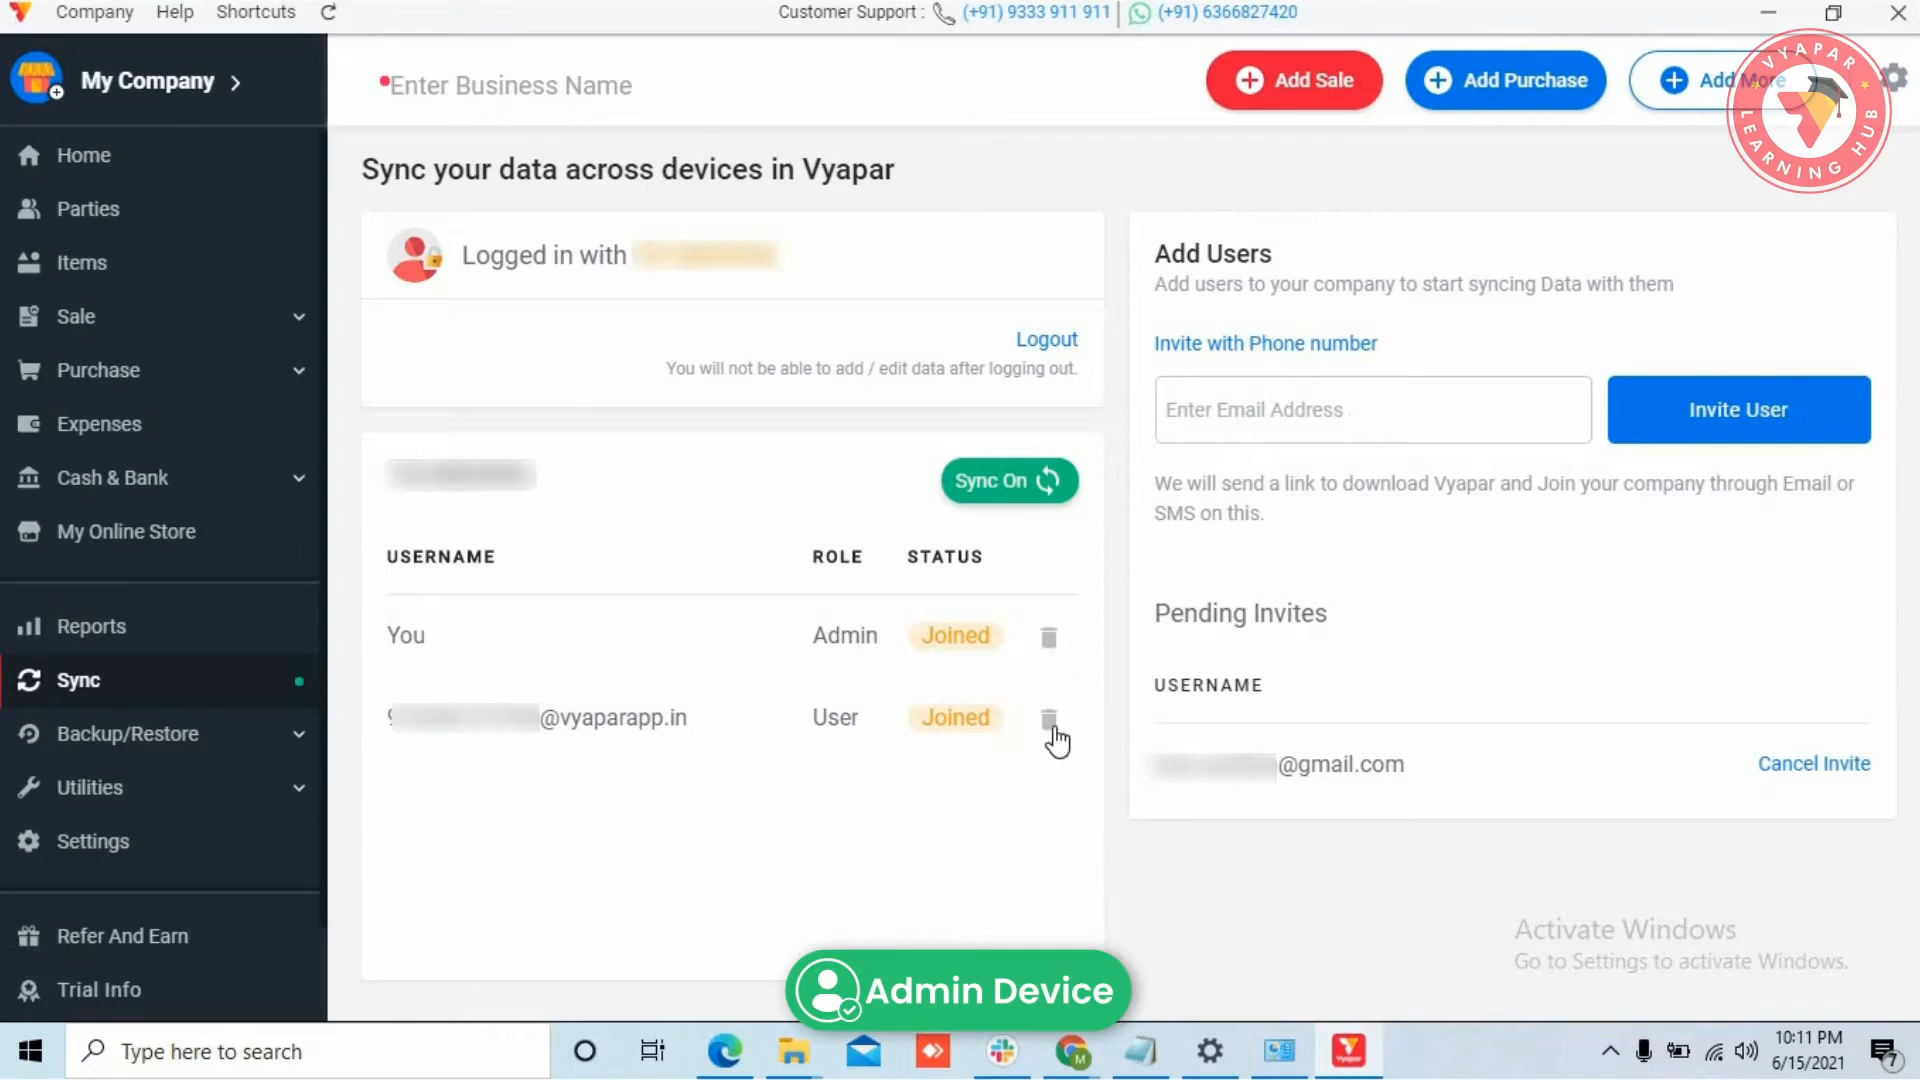 Company Help Shortcuts
Customer Support : (+91) 9333 911 911 | (+91) 6366827420
My Company
Enter Business Name
Add Sale
Add Purchase
Add More
VYAPAR
LEARNING HUB
Home
Parties
Items
Sale
Purchase
Expenses
Cash & Bank
My Online Store
Reports
Sync
Backup/Restore
Utilities
Settings
Refer And Earn
Trial Info
Sync your data across devices in Vyapar
Logged in with
Logout
You will not be able to add / edit data after logging out.
Sync On
USERNAME ROLE STATUS
You Admin Joined
@vyaparapp.in User Joined
Add Users
Add users to your company to start syncing Data with them
Invite with Phone number
Enter Email Address
Invite User
We will send a link to download Vyapar and Join your company through Email or
SMS on this.
Pending Invites
USERNAME
@gmail.com Cancel Invite
Activate Windows
Go to Settings to activate Windows.
Admin Device
Type here to search
10:11 PM
6/15/2021
7